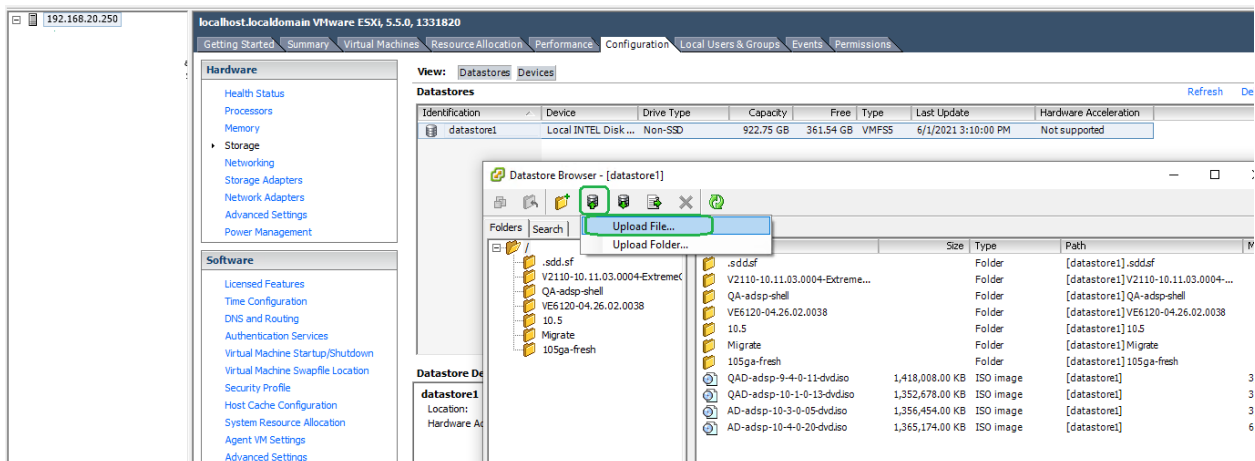 192.168.20.250
localhost.localdomain VMware ESXi, 5.5.0, 1331820
Getting Started Summary Virtual Machines Resource Allocation Performance Configuration Local Users & Groups Events Permissions
Hardware
Health Status
Processors
Memory
Storage
Networking
Storage Adapters
Network Adapters
Advanced Settings
Power Management
Software
Licensed Features
Time Configuration
DNS and Routing
Authentication Services
Virtual Machine Startup/Shutdown
Virtual Machine Swapfile Location
Security Profile
Host Cache Configuration
System Resource Allocation
Agent VM Settings
Advanced Settings
View: Datastores Devices
Datastores
Refresh De
Identification Device Drive Type Capacity Free Type Last Update Hardware Acceleration
datastore1 Local INTEL Disk ... Non-SSD 922.75 GB 361.54 GB VMFS5 6/1/2021 3:10:00 PM Not supported
Datastore De
datastore1
Location:
Hardware Ac
Datastore Browser - [datastore1]
Folders Search
Upload File...
Upload Folder...
/
.sdd.sf
V2110-10.11.03.0004-Extreme
QA-adsp-shell
VE6120-04.26.02.0038
10.5
Migrate
105ga-fresh
Size Type Path M
.sdd.sf Folder [datastore1] .sdd.sf
V2110-10.11.03.0004-Extreme... Folder [datastore1] V2110-10.11.03.0004-...
QA-adsp-shell Folder [datastore1] QA-adsp-shell
VE6120-04.26.02.0038 Folder [datastore1] VE6120-04.26.02.0038
10.5 Folder [datastore1] 10.5
Migrate Folder [datastore1] Migrate
105ga-fresh Folder [datastore1] 105ga-fresh
QAD-adsp-9-4-0-11-dvd.iso 1,418,008.00 KB ISO image [datastore1] 3
QAD-adsp-10-1-0-13-dvd.iso 1,352,678.00 KB ISO image [datastore1] 3
AD-adsp-10-3-0-05-dvd.iso 1,356,454.00 KB ISO image [datastore1] 3
AD-adsp-10-4-0-20-dvd.iso 1,365,174.00 KB ISO image [datastore1] 6